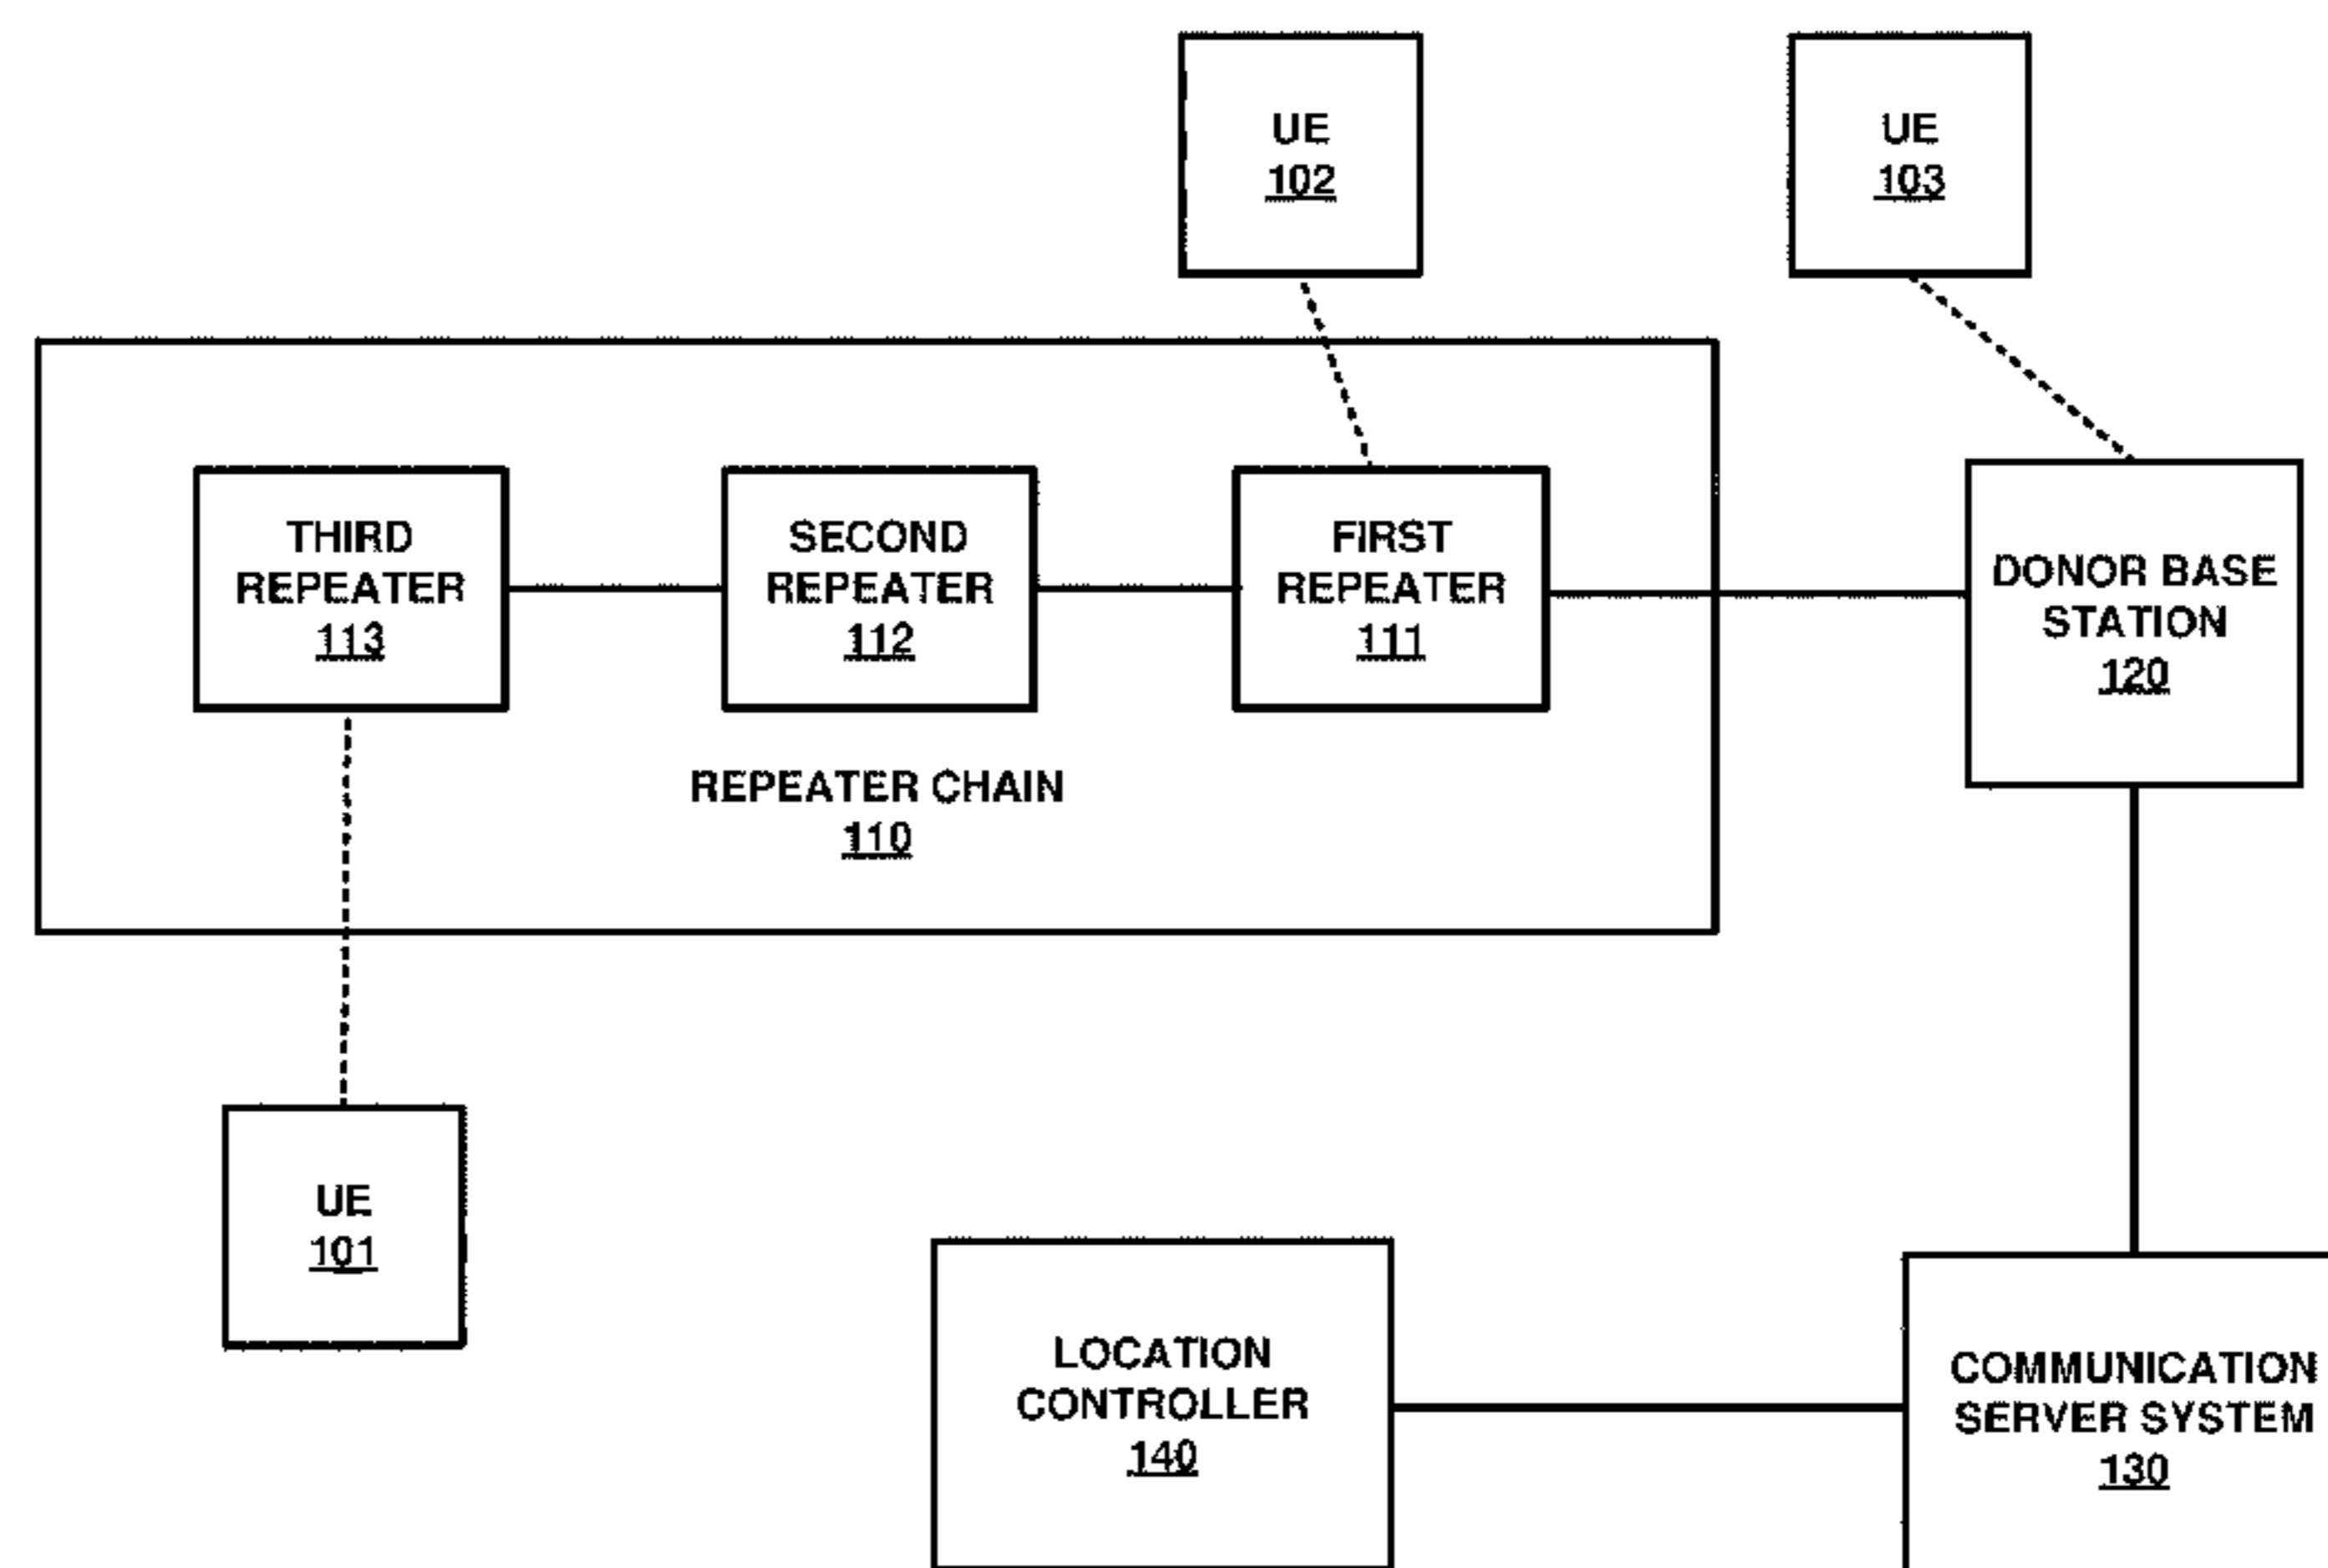 UE
102
UE
103
THIRD
REPEATER
113
SECOND
REPEATER
112
FIRST
REPEATER
111
DONOR BASE
STATION
120
REPEATER CHAIN
110
UE
101
LOCATION
CONTROLLER
140
COMMUNICATION
SERVER SYSTEM
130